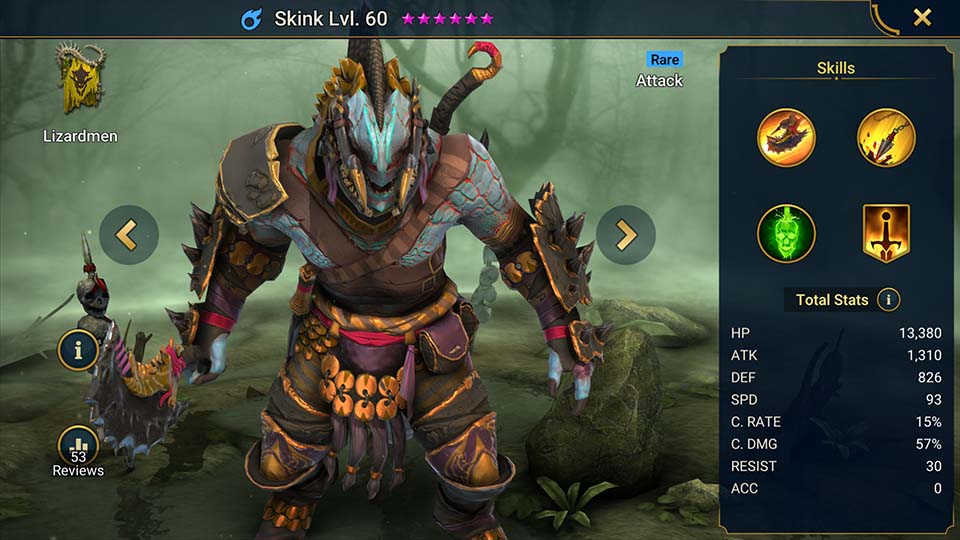 Skink Lvl. 60
Lizardmen
Rare
Attack
Skills
Total Stats i
HP 13,380
ATK 1,310
DEF 826
SPD 93
C. RATE 15%
C. DMG 57%
RESIST 30
ACC 0
i
53
Reviews